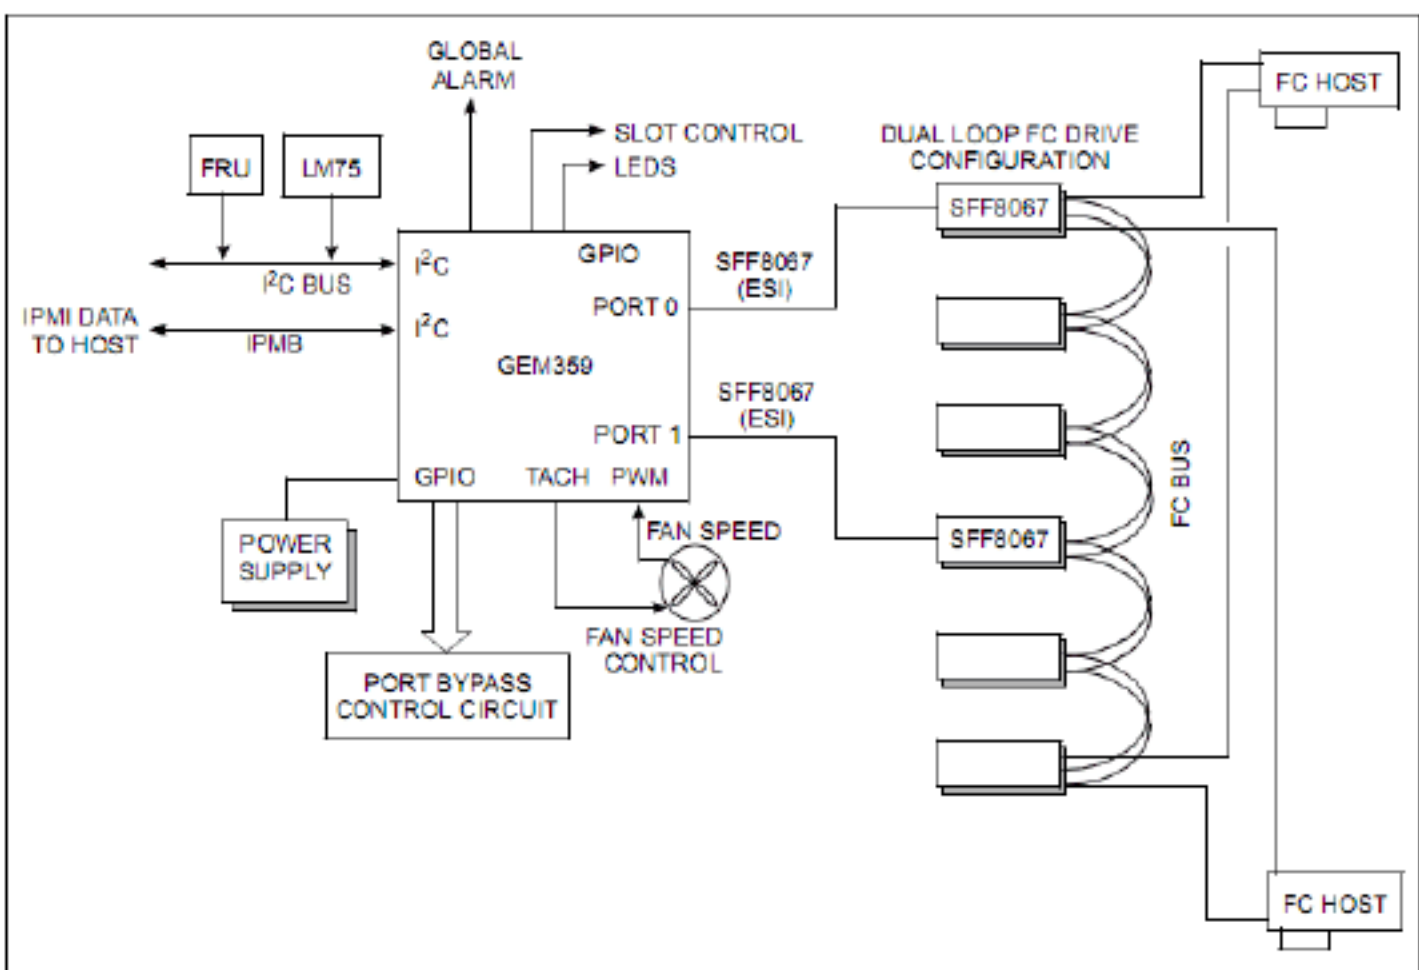 GLOBAL
ALARM
FC HOST
SLOT CONTROL
DUAL LOOP FC DRIVE
CONFIGURATION
FRU
LM75
LEDS
SFF8067
I²C
GPIO
SFF8067
(ESI)
I²C BUS
PORT 0
IPMI DATA
TO HOST
IPMB
I²C
GEM359
SFF8067
(ESI)
PORT 1
FC BUS
GPIO
TACH
PWM
FAN SPEED
SFF8067
POWER
SUPPLY
FAN SPEED
CONTROL
PORT BYPASS
CONTROL CIRCUIT
FC HOST